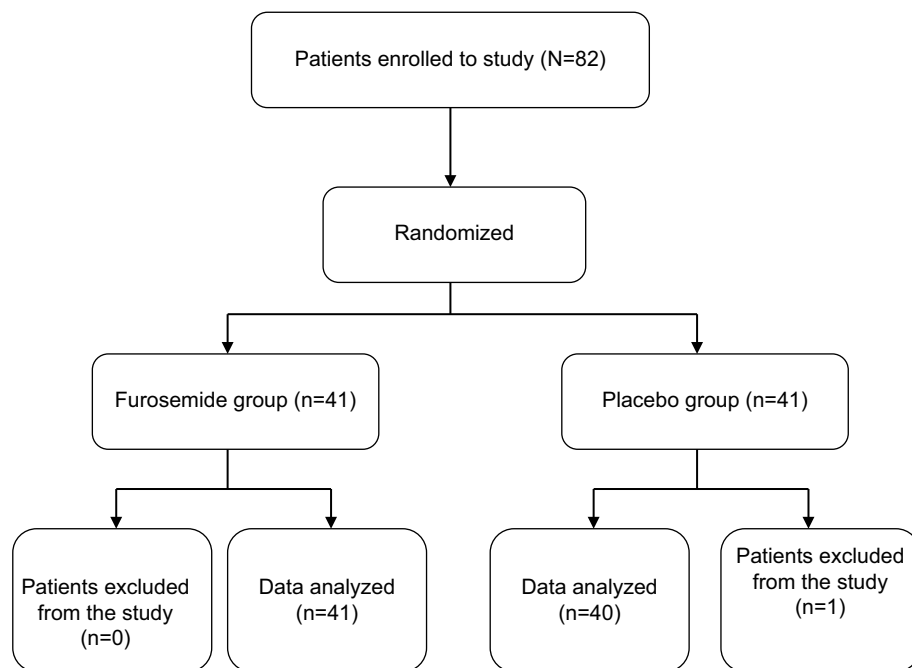 Patients enrolled to study (N=82)
Randomized
Furosemide group (n=41)
Placebo group (n=41)
Patients excluded
from the study
(n=0)
Data analyzed
(n=41)
Data analyzed
(n=40)
Patients excluded
from the study
(n=1)